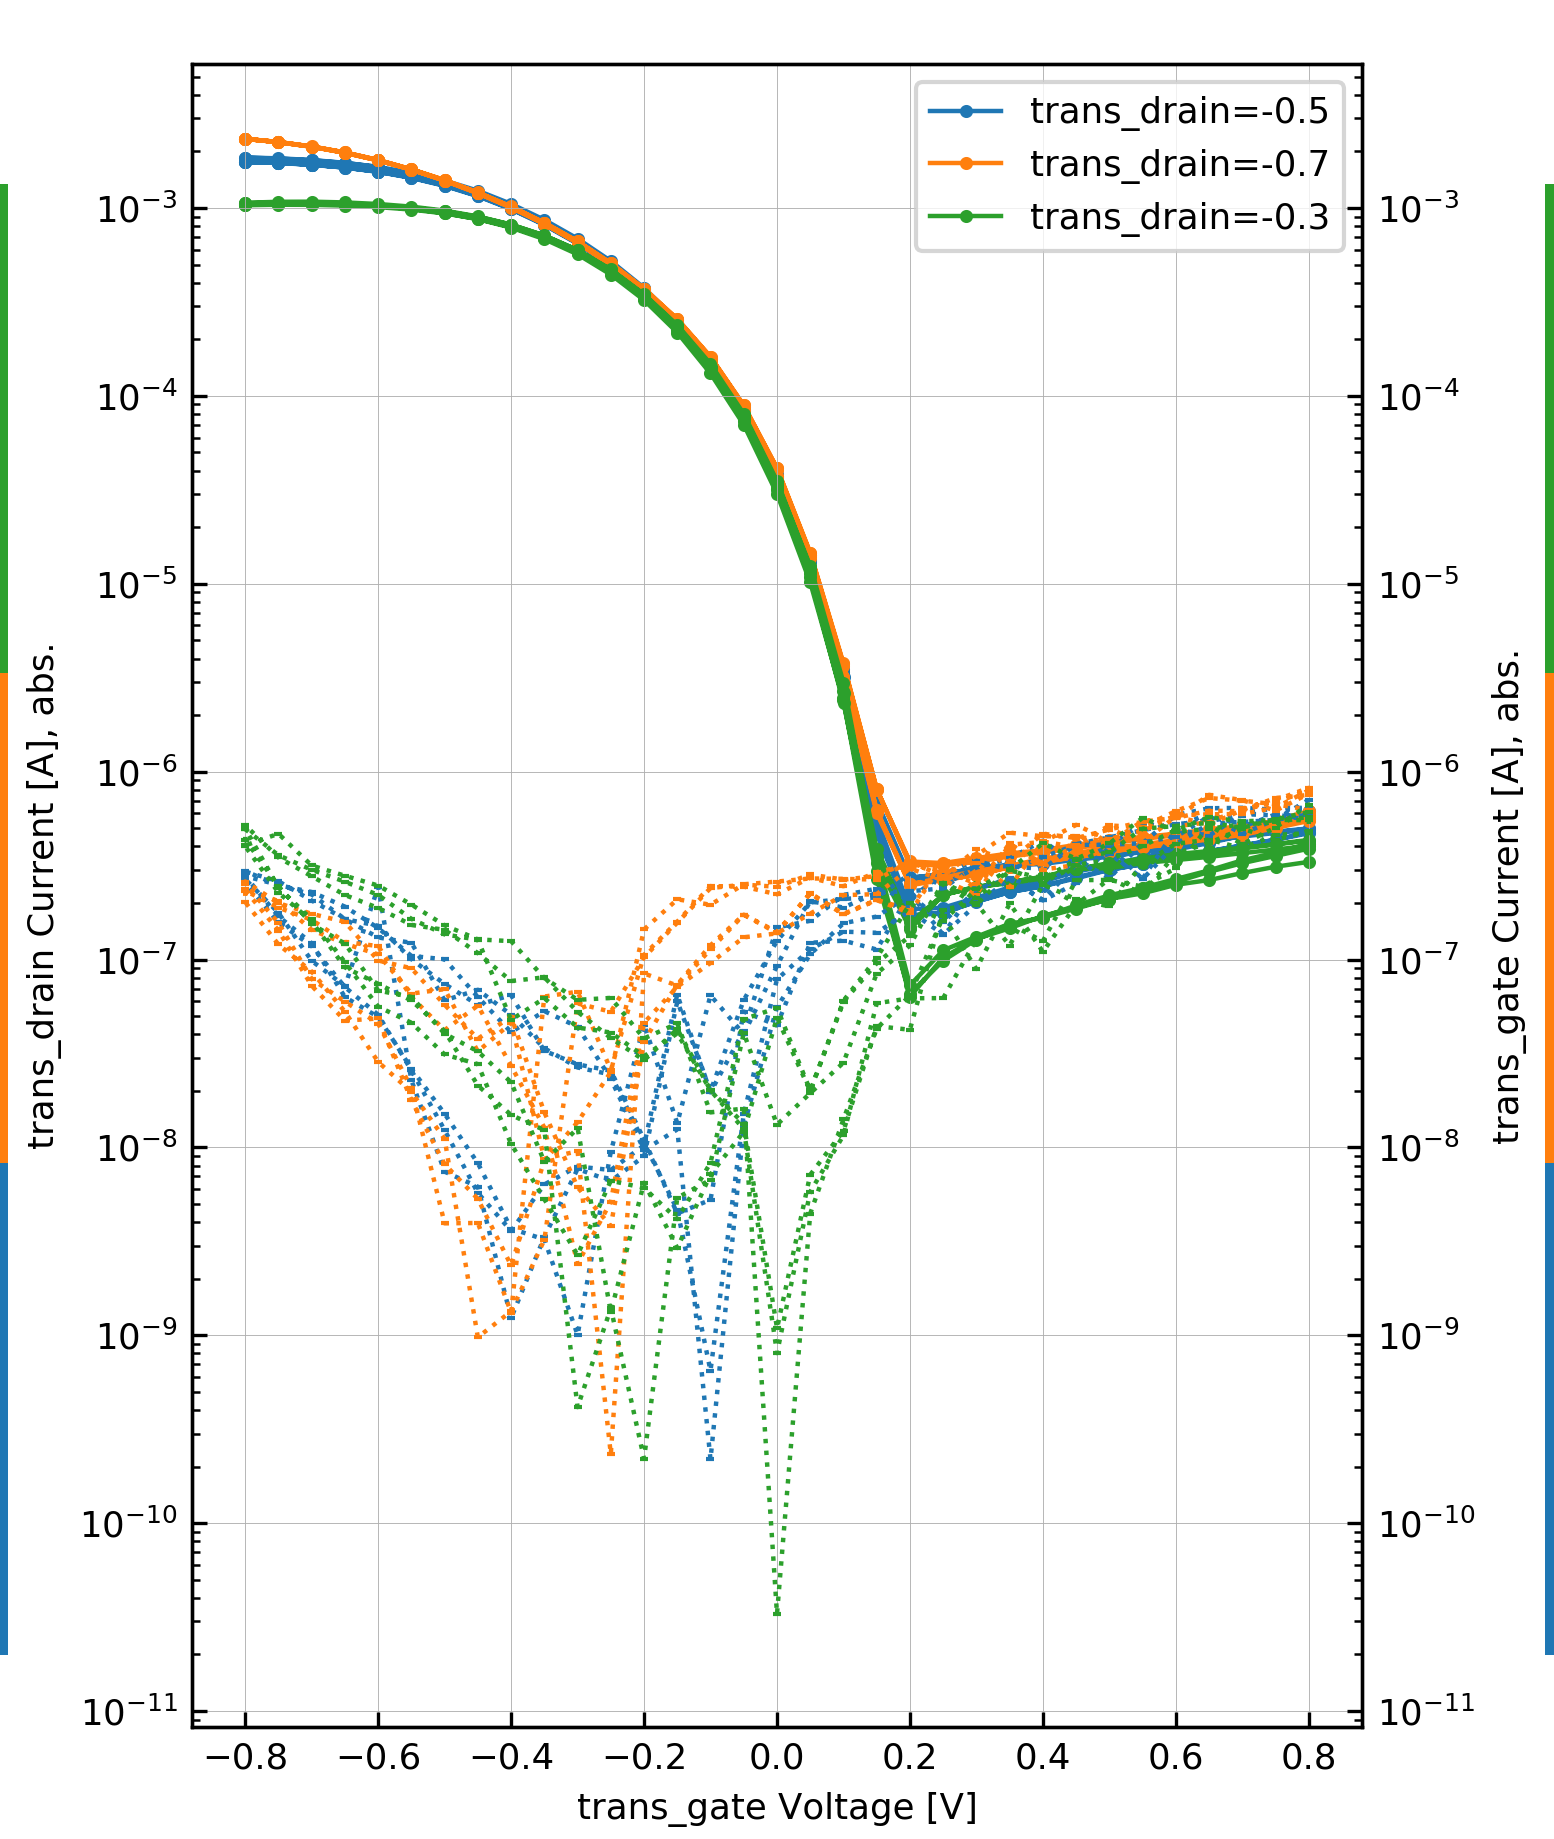 trans_drain=-0.5
trans_drain=-0.7
trans_drain=-0.3
trans_drain Current [A], abs.
10⁻³
10⁻⁴
10⁻⁵
10⁻⁶
10⁻⁷
10⁻⁸
10⁻⁹
10⁻¹⁰
10⁻¹¹
trans_gate Current [A], abs.
10⁻³
10⁻⁴
10⁻⁵
10⁻⁶
10⁻⁷
10⁻⁸
10⁻⁹
10⁻¹⁰
10⁻¹¹
−0.8 −0.6 −0.4 −0.2 0.0 0.2 0.4 0.6 0.8
trans_gate Voltage [V]